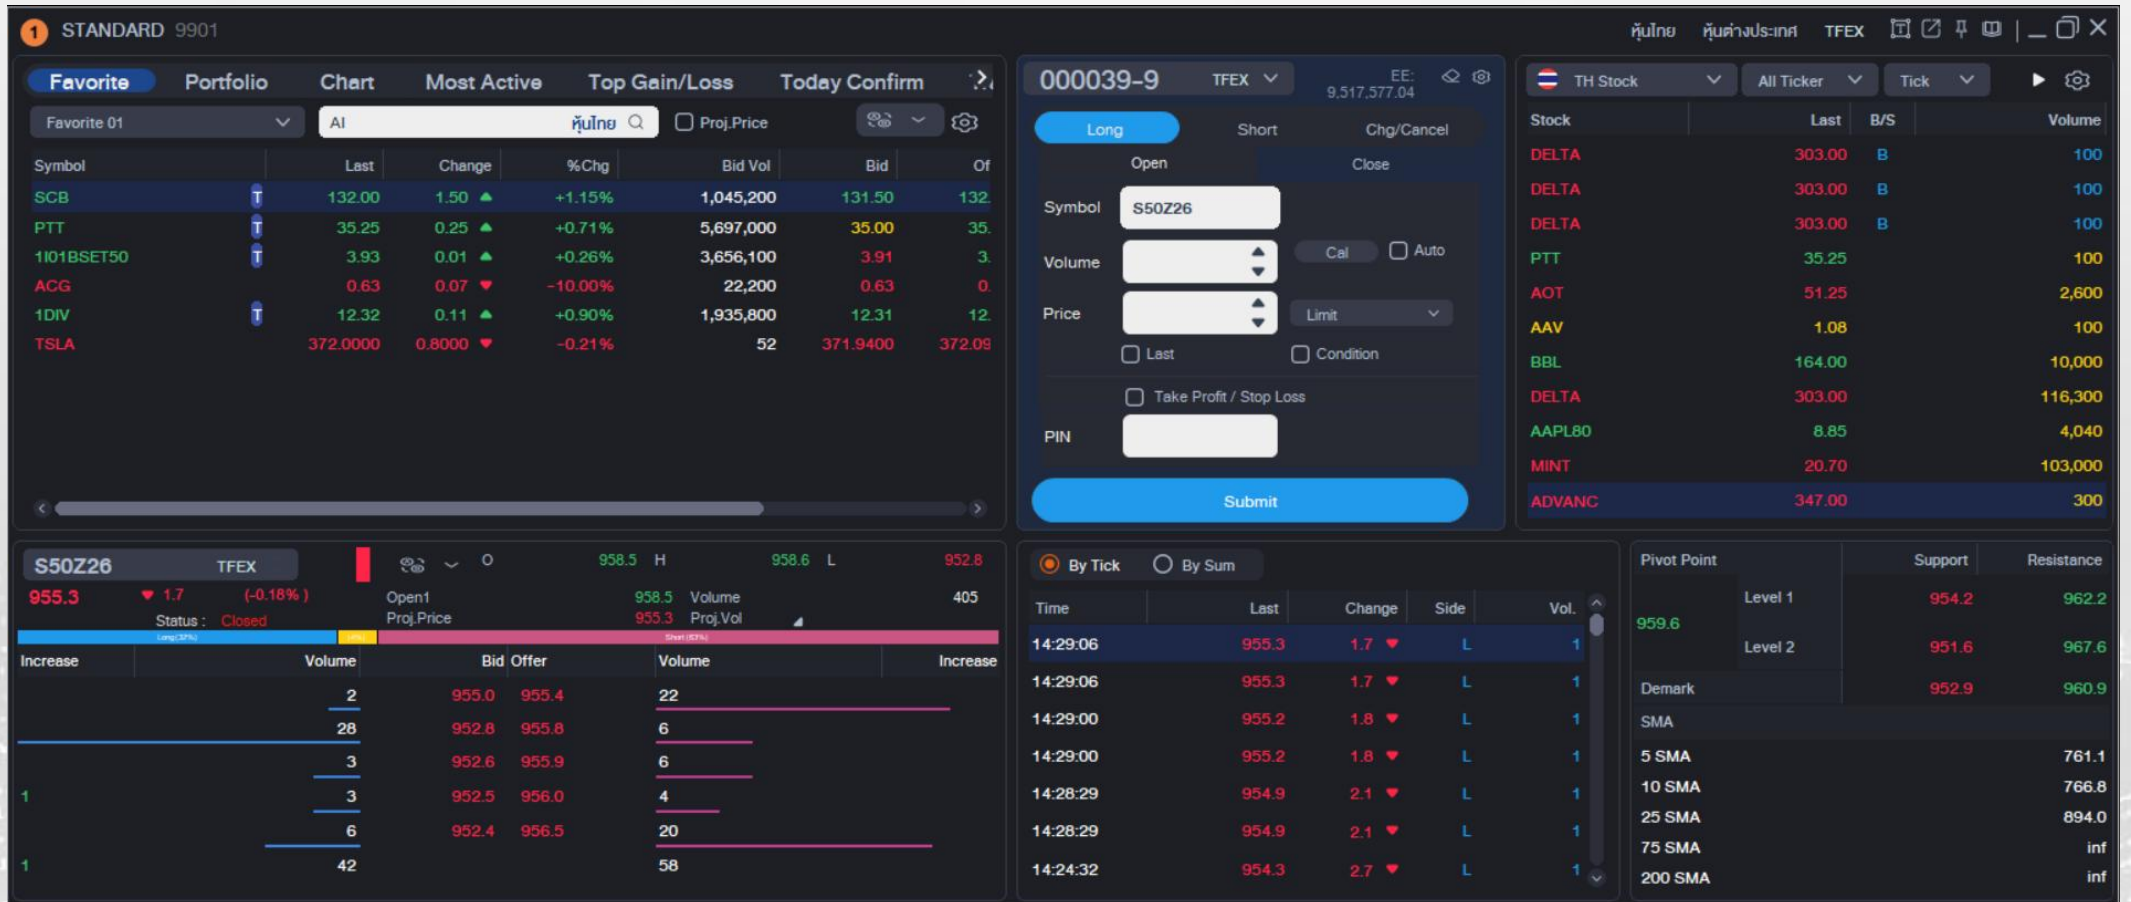 1 STANDARD 9901 หุ้นไทย หุ้นต่างประเทศ TFEX
Favorite Portfolio Chart Most Active Top Gain/Loss Today Confirm
Favorite 01 AI หุ้นไทย Proj.Price
Symbol Last Change %Chg Bid Vol Bid Of
SCB T 132.00 1.50 +1.15% 1,045,200 131.50 132.
PTT T 35.25 0.25 +0.71% 5,697,000 35.00 35.
1I01BSET50 T 3.93 0.01 +0.26% 3,656,100 3.91 3.
ACG 0.63 0.07 -10.00% 22,200 0.63 0.
1DIV T 12.32 0.11 +0.90% 1,935,800 12.31 12.
TSLA 372.0000 0.8000 -0.21% 52 371.9400 372.09
000039-9 TFEX EE:
9,517,577.04
Long Short Chg/Cancel
Open Close
Symbol S50Z26
Volume Cal Auto
Price Limit
Last Condition
Take Profit / Stop Loss
PIN
Submit
TH Stock All Ticker Tick
Stock Last B/S Volume
DELTA 303.00 B 100
DELTA 303.00 B 100
DELTA 303.00 B 100
PTT 35.25 100
AOT 51.25 2,600
AAV 1.08 100
BBL 164.00 10,000
DELTA 303.00 116,300
AAPL80 8.85 4,040
MINT 20.70 103,000
ADVANC 347.00 300
S50Z26 TFEX O 958.5 H 958.6 L 952.8
955.3 1.7 (-0.18%) Open1 958.5 Volume 405
Status : Closed Proj.Price 955.3 Proj.Vol
Long(32%) Short (63%)
Increase Volume Bid Offer Volume Increase
2 955.0 955.4 22
28 952.8 955.8 6
3 952.6 955.9 6
1 3 952.5 956.0 4
6 952.4 956.5 20
1 42 58
By Tick By Sum
Time Last Change Side Vol.
14:29:06 955.3 1.7 L 1
14:29:06 955.3 1.7 L 1
14:29:00 955.2 1.8 L 1
14:29:00 955.2 1.8 L 1
14:28:29 954.9 2.1 L 1
14:28:29 954.9 2.1 L 1
14:24:32 954.3 2.7 L 1
Pivot Point Support Resistance
959.6 Level 1 954.2 962.2
Level 2 951.6 967.6
Demark 952.9 960.9
SMA
5 SMA 761.1
10 SMA 766.8
25 SMA 894.0
75 SMA inf
200 SMA inf